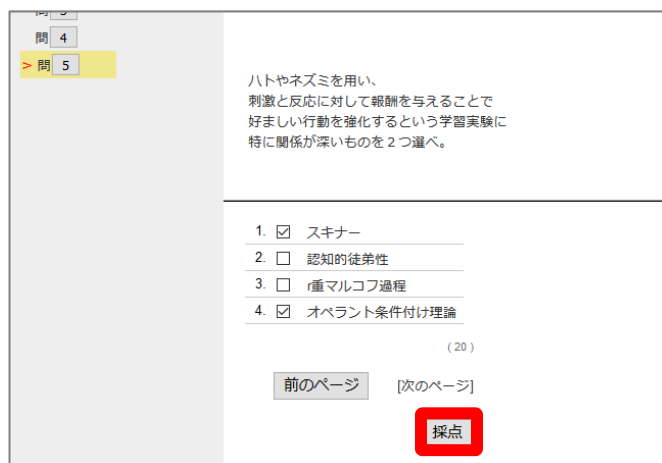 問 4
> 問 5
ハトやネズミを用い、
刺激と反応に対して報酬を与えることで
好ましい行動を強化するという学習実験に
特に関係が深いものを２つ選べ。
1. スキナー
2. 認知的徒弟性
3. r重マルコフ過程
4. オペラント条件付け理論
( 20 )
前のページ [次のページ]
採点